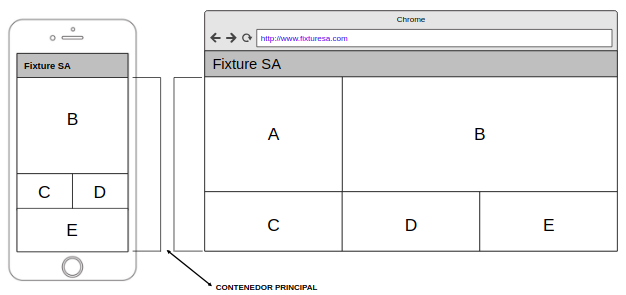 Chrome
http://www.fixturesa.com
Fixture SA
B
C D
E
Fixture SA
A B
C D E
CONTENEDOR PRINCIPAL